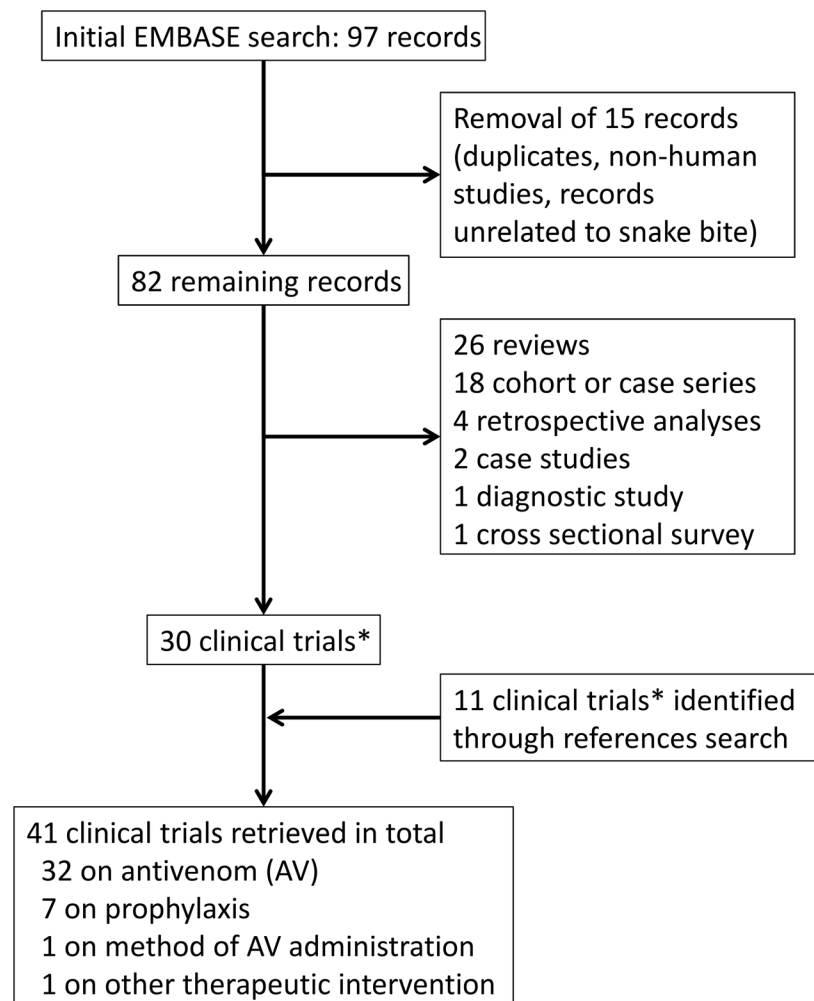 Initial EMBASE search: 97 records
Removal of 15 records
(duplicates, non-human
studies, records
unrelated to snake bite)
82 remaining records
26 reviews
18 cohort or case series
4 retrospective analyses
2 case studies
1 diagnostic study
1 cross sectional survey
30 clinical trials*
11 clinical trials* identified
through references search
41 clinical trials retrieved in total
32 on antivenom (AV)
7 on prophylaxis
1 on method of AV administration
1 on other therapeutic intervention